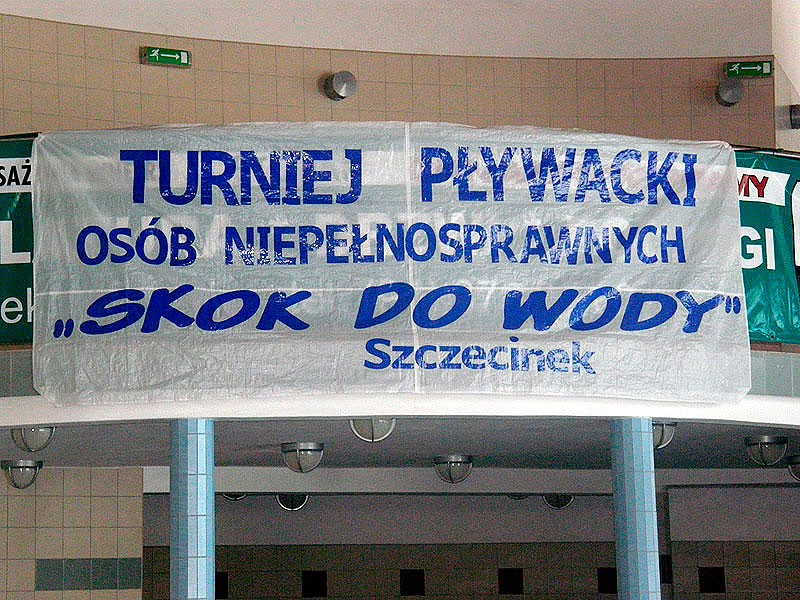 TURNIEJ PŁYWACKI
OSÓB NIEPEŁNOSPRAWNYCH
„SKOK DO WODY"
Szczecinek